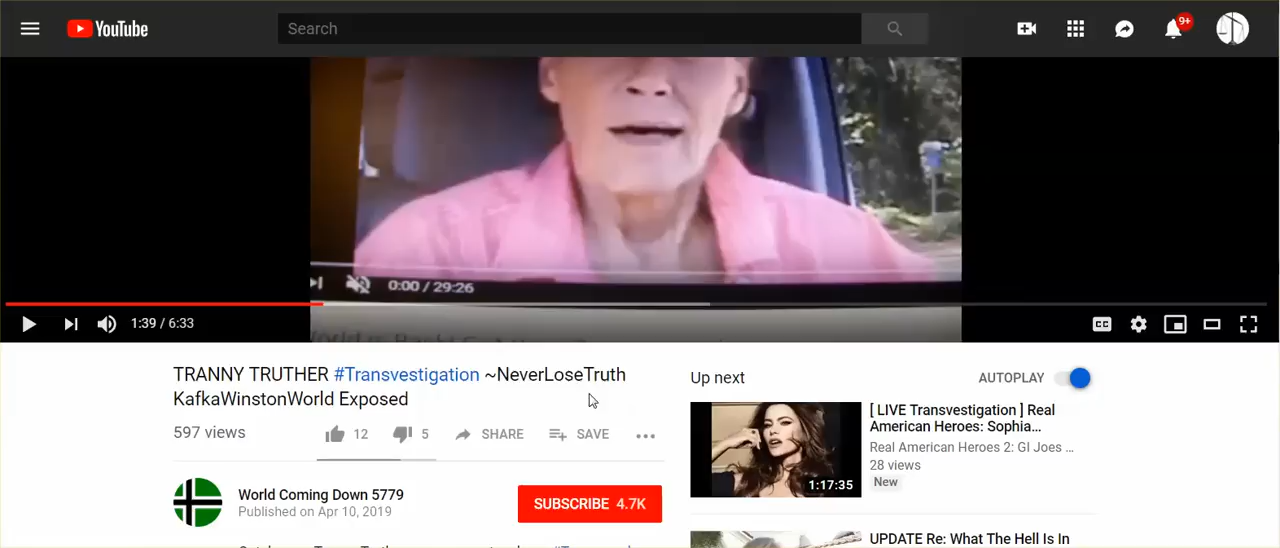 YouTube
Search
9+
0:00 / 29:26
1:39 / 6:33
TRANNY TRUTHER #Transvestigation ~NeverLoseTruth
KafkaWinstonWorld Exposed
597 views
12
5
SHARE
SAVE
World Coming Down 5779
Published on Apr 10, 2019
SUBSCRIBE 4.7K
Up next
AUTOPLAY
1:17:35
[ LIVE Transvestigation ] Real
American Heroes: Sophia...
Real American Heroes 2: GI Joes ...
28 views
New
UPDATE Re: What The Hell Is In